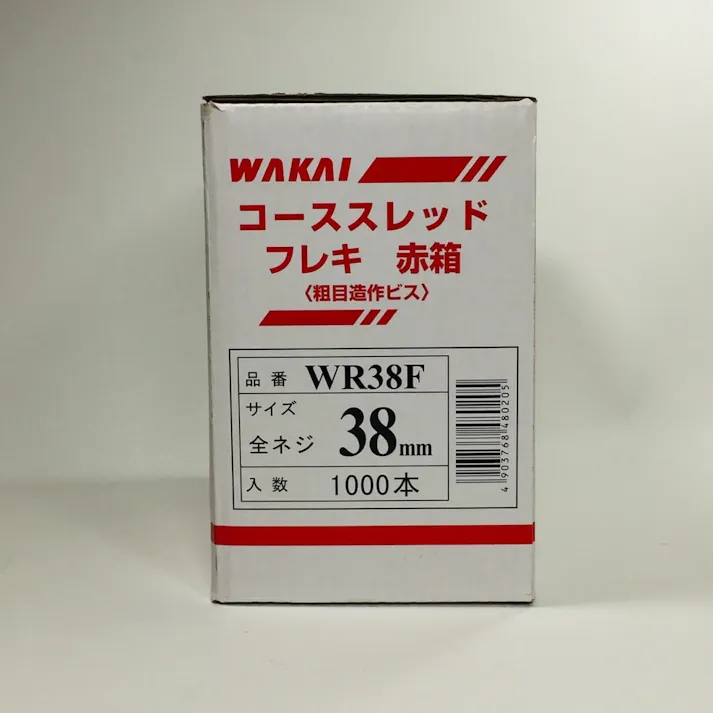 WAKAI
コーススレッド
フレキ 赤箱
〈粗目造作ビス〉
品番 WR38F
サイズ
全ネジ 38mm
入数 1000本
4903768480205